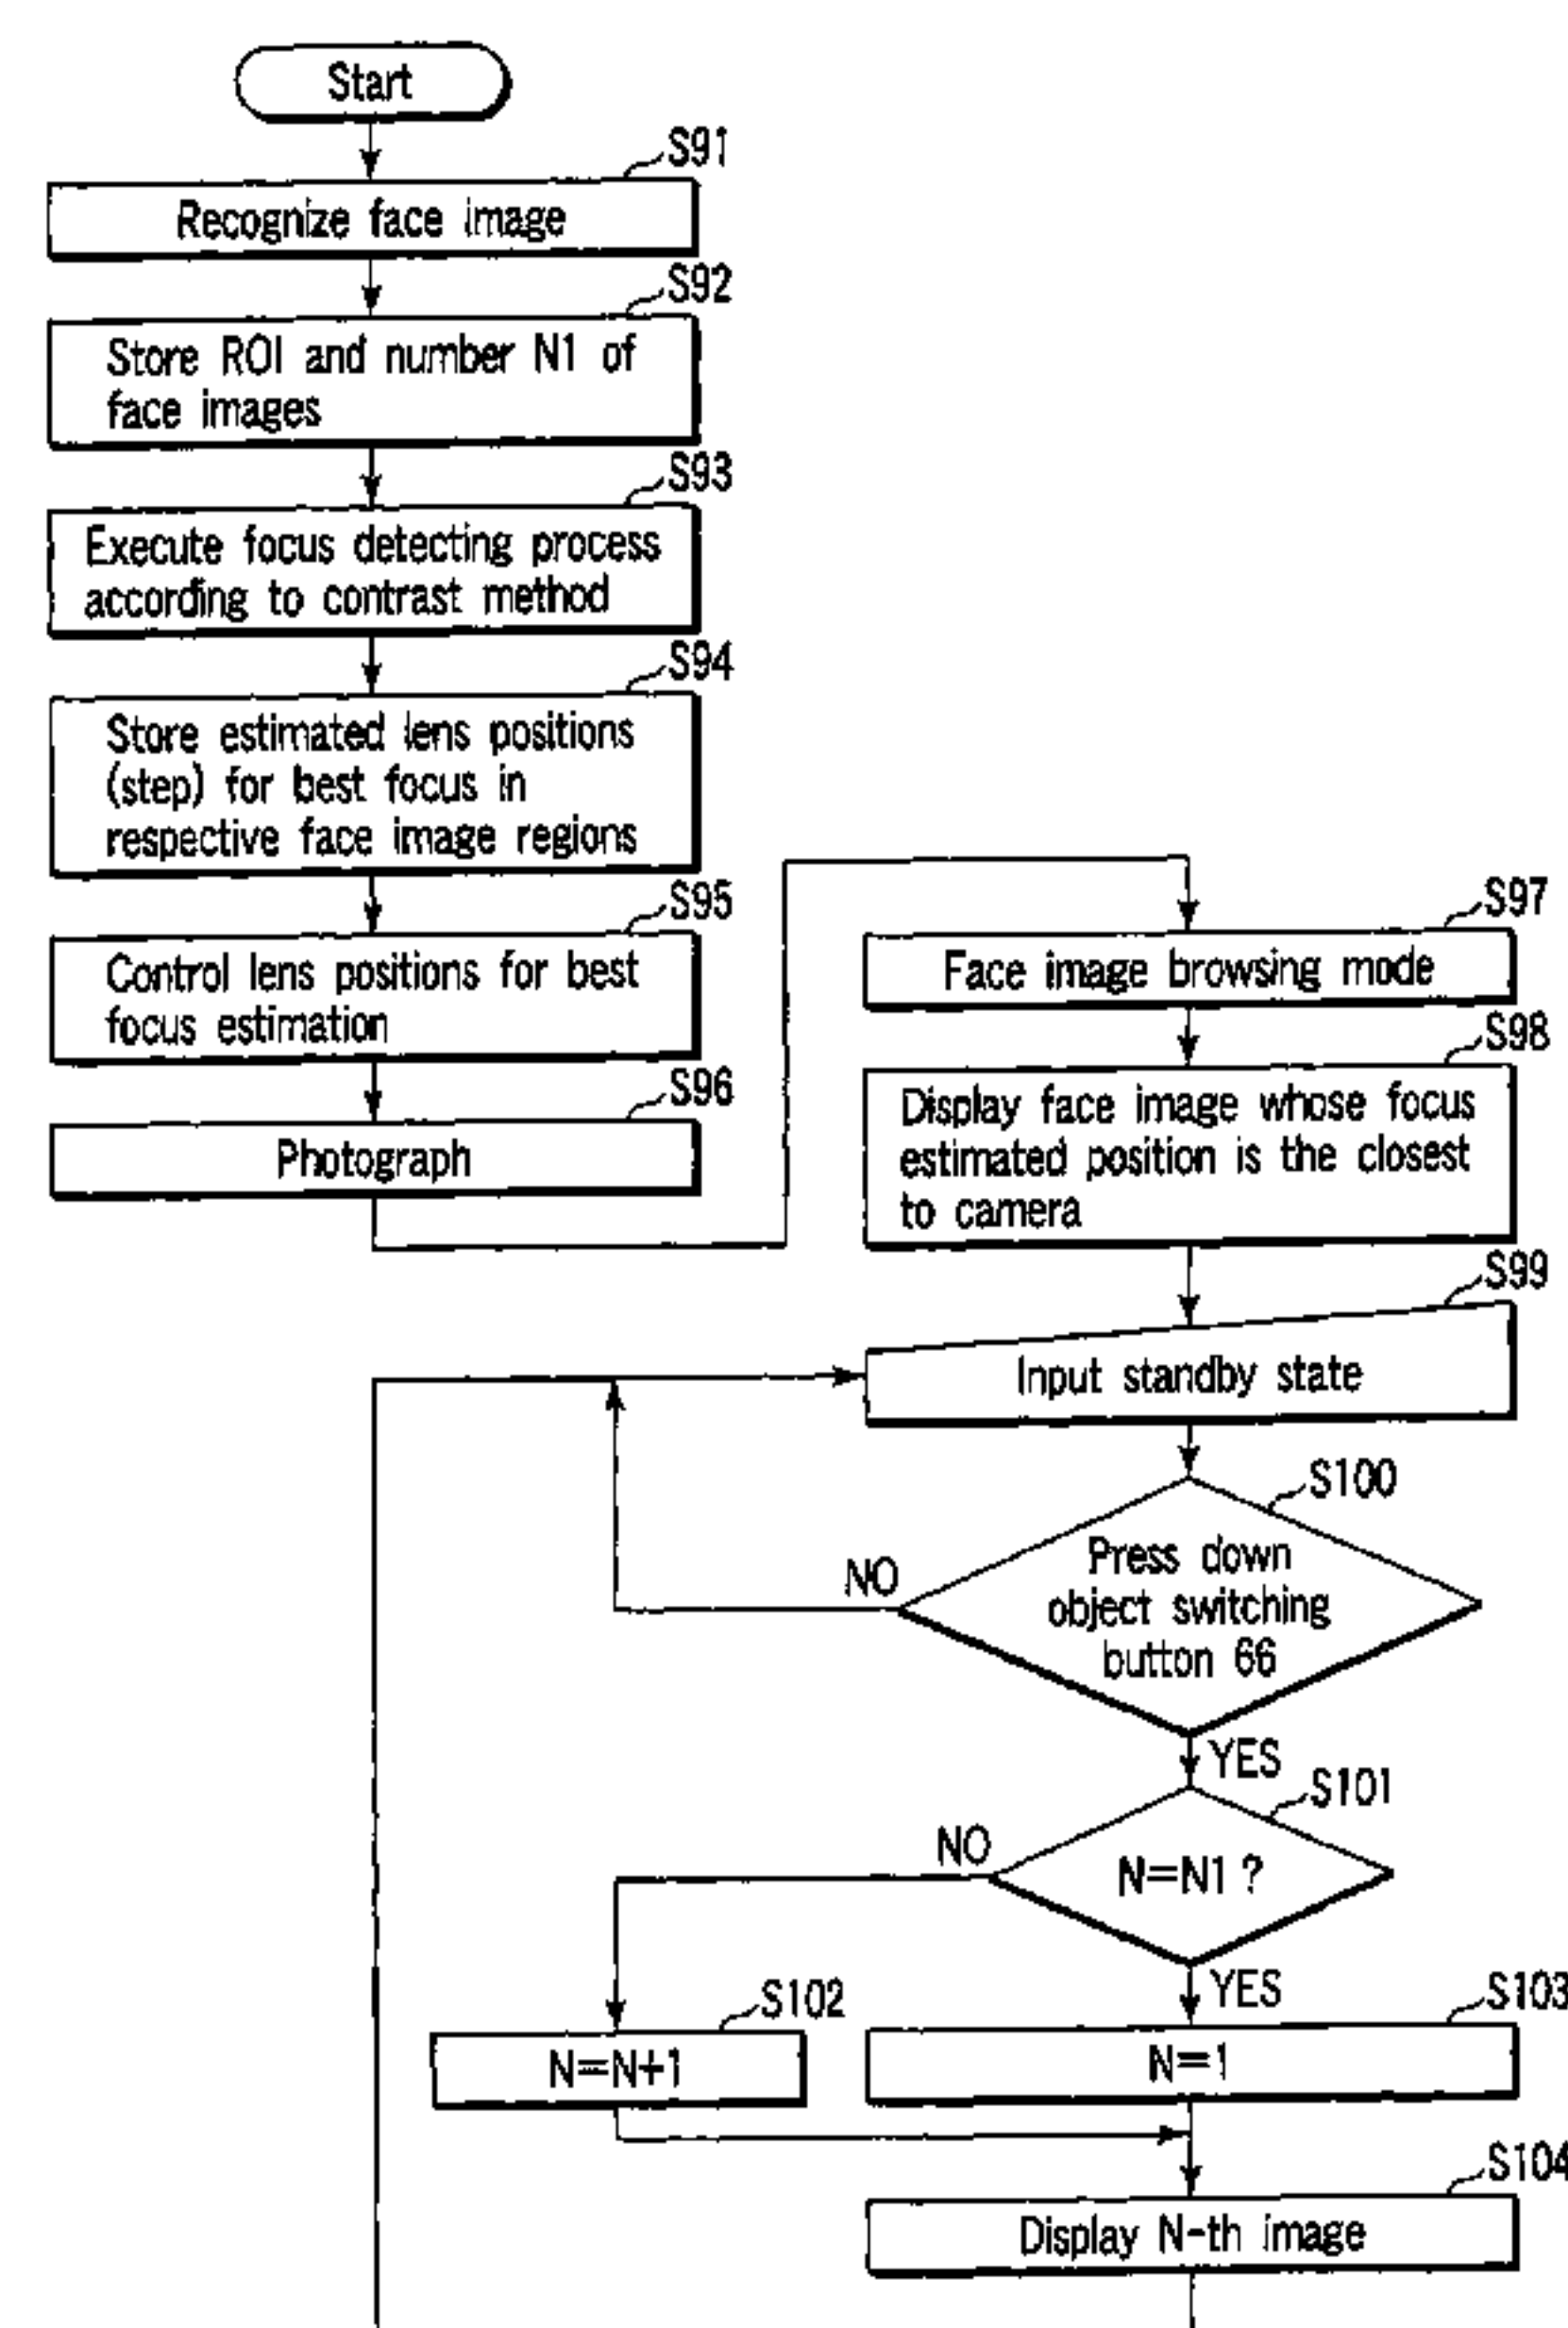 Start
S91
Recognize face image
S92
Store ROI and number N1 of
face images
S93
Execute focus detecting process
according to contrast method
S94
Store estimated lens positions
(step) for best focus in
respective face image regions
S95
Control lens positions for best
focus estimation
S96
Photograph
S97
Face image browsing mode
S98
Display face image whose focus
estimated position is the closest
to camera
S99
Input standby state
S100
Press down
object switching
button 66
NO
YES
S101
N=N1 ?
NO
YES
S102
N=N+1
S103
N=1
S104
Display N-th image